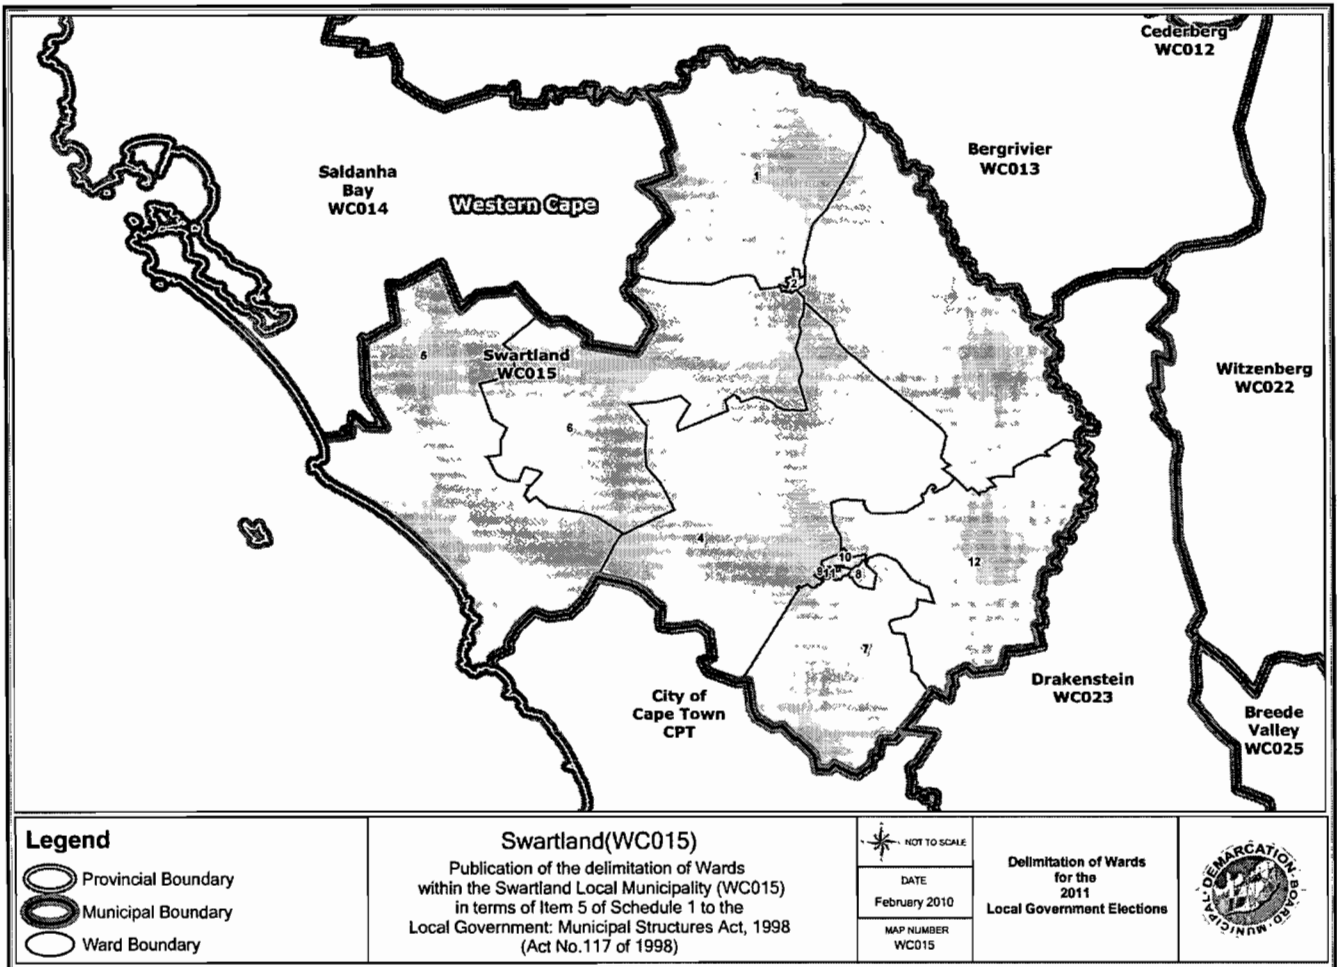 Cederberg
WC012
Bergrivier
WC013
Saldanha
Bay
WC014
Western Cape
1
2
5
Swartland
WC015
Witzenberg
WC022
3
6
4
10
9
11
8
12
7
Drakenstein
WC023
City of
Cape Town
CPT
Breede
Valley
WC025
Legend
Provincial Boundary
Municipal Boundary
Ward Boundary
Swartland(WC015)
Publication of the delimitation of Wards
within the Swartland Local Municipality (WC015)
in terms of Item 5 of Schedule 1 to the
Local Government: Municipal Structures Act, 1998
(Act No.117 of 1998)
NOT TO SCALE
DATE
February 2010
MAP NUMBER
WC015
Delimitation of Wards
for the
2011
Local Government Elections
MUNICIPAL DEMARCATION BOARD